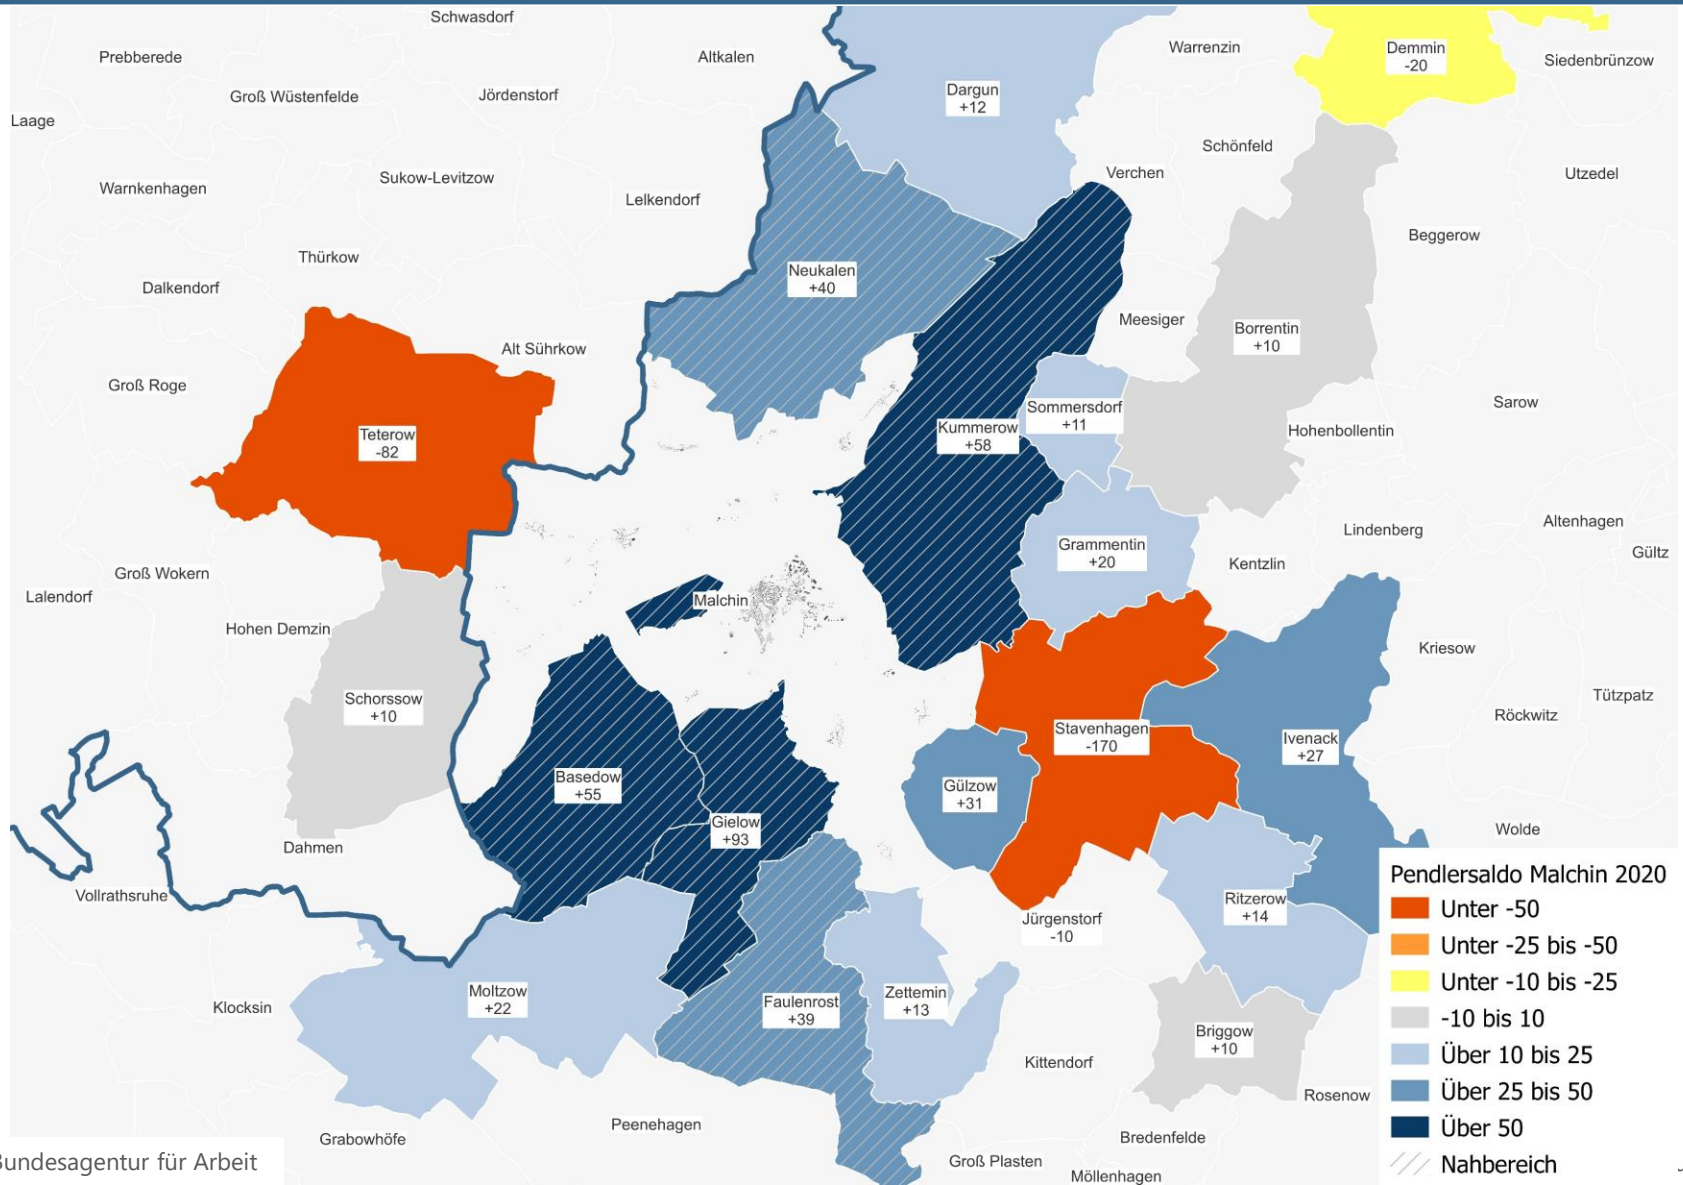 Schwasdorf
Prebberede
Altkalen
Warrenzin
Demmin
-20
Siedenbrünzow
Groß Wüstenfelde
Jördenstorf
Dargun
+12
Laage
Schönfeld
Verchen
Utzedel
Warnkenhagen
Sukow-Levitzow
Lelkendorf
Beggerow
Thürkow
Dalkendorf
Neukalen
+40
Meesiger
Borrentin
+10
Alt Sührkow
Groß Roge
Sarow
Sommersdorf
+11
Teterow
-82
Kummerow
+58
Hohenbollentin
Altenhagen
Lindenberg
Grammentin
+20
Gültz
Kentzlin
Groß Wokern
Lalendorf
Malchin
Hohen Demzin
Kriesow
Tützpatz
Schorssow
+10
Röckwitz
Stavenhagen
-170
Ivenack
+27
Basedow
+55
Gülzow
+31
Gielow
+93
Wolde
Dahmen
Vollrathsruhe
Jürgenstorf
-10
Ritzerow
+14
Moltzow
+22
Klocksin
Faulenrost
+39
Zettemin
+13
Briggow
+10
Kittendorf
Rosenow
Peenehagen
Grabowhöfe
Bredenfelde
Groß Plasten
Möllenhagen
Pendlersaldo Malchin 2020
Unter -50
Unter -25 bis -50
Unter -10 bis -25
-10 bis 10
Über 10 bis 25
Über 25 bis 50
Über 50
Nahbereich
Bundesagentur für Arbeit